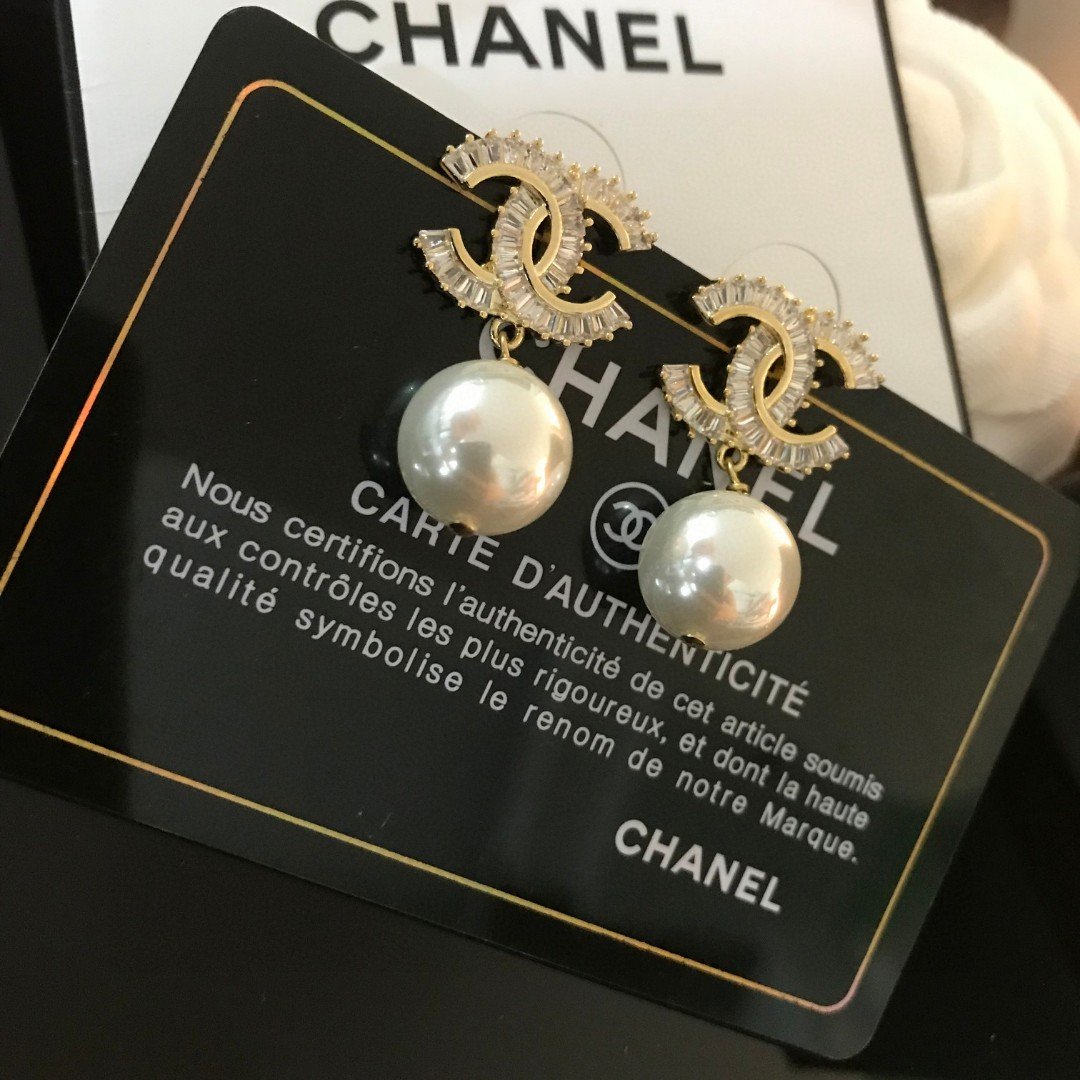 CHANEL
CHANEL
CARTE D'AUTHENTICITÉ
Nous certifions l'authenticité de cet article soumis
aux contrôles les plus rigoureux, et dont la haute
qualité symbolise le renom de notre Marque.
CHANEL